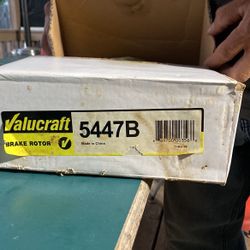 Valucraft
BRAKE ROTOR
5447B
Made in China